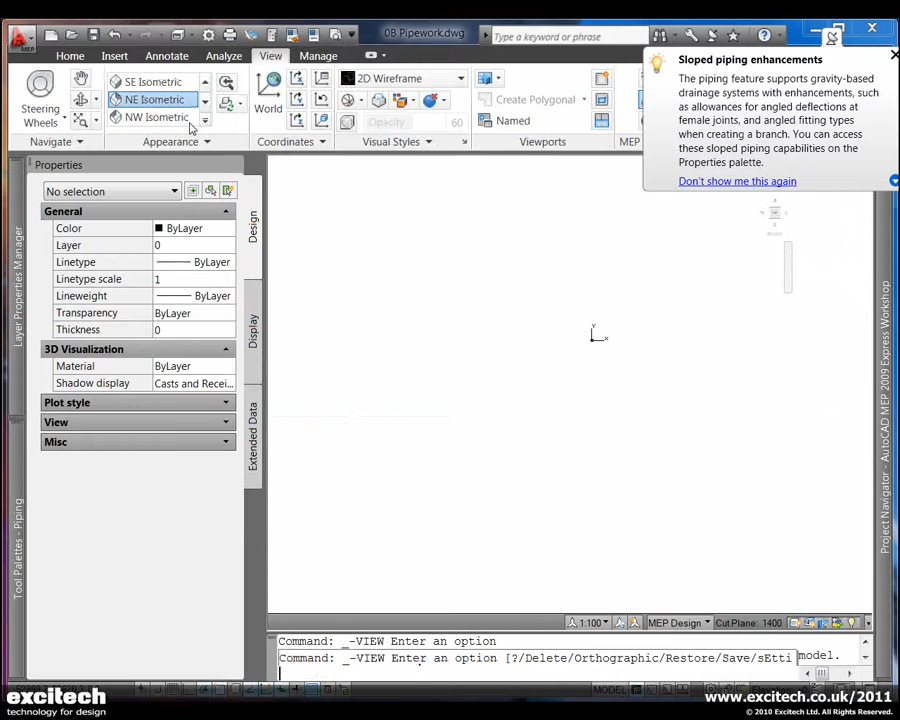 MEP
0B Pipework.dwg
Type a keyword or phrase
Home
Insert
Annotate
Analyze
View
Manage
Steering
Wheels
Navigate
SE Isometric
NE Isometric
NW Isometric
Appearance
World
Coordinates
2D Wireframe
Opacity 60
Visual Styles
Create Polygonal
Named
Viewports
MEP
Sloped piping enhancements
The piping feature supports gravity-based
drainage systems with enhancements, such
as allowances for angled deflections at
female joints, and angled fitting types
when creating a branch. You can access
these sloped piping capabilities on the
Properties palette.
Don't show me this again
Properties
No selection
General
Color ByLayer
Layer 0
Linetype ByLayer
Linetype scale 1
Lineweight ByLayer
Transparency ByLayer
Thickness 0
3D Visualization
Material ByLayer
Shadow display Casts and Recei...
Plot style
View
Misc
Design
Display
Extended Data
Layer Properties Manager
Tool Palettes - Piping
Project Navigator - AutoCAD MEP 2009 Express Workshop
Y
X
1:100
MEP Design
Cut Plane: 1400
Command: _-VIEW Enter an option
Command: _-VIEW Enter an option [?/Delete/Orthographic/Restore/Save/sEtti
model.
MODEL
excitech
technology for design
www.excitech.co.uk/2011
© 2010 Excitech Ltd. All Rights Reserved